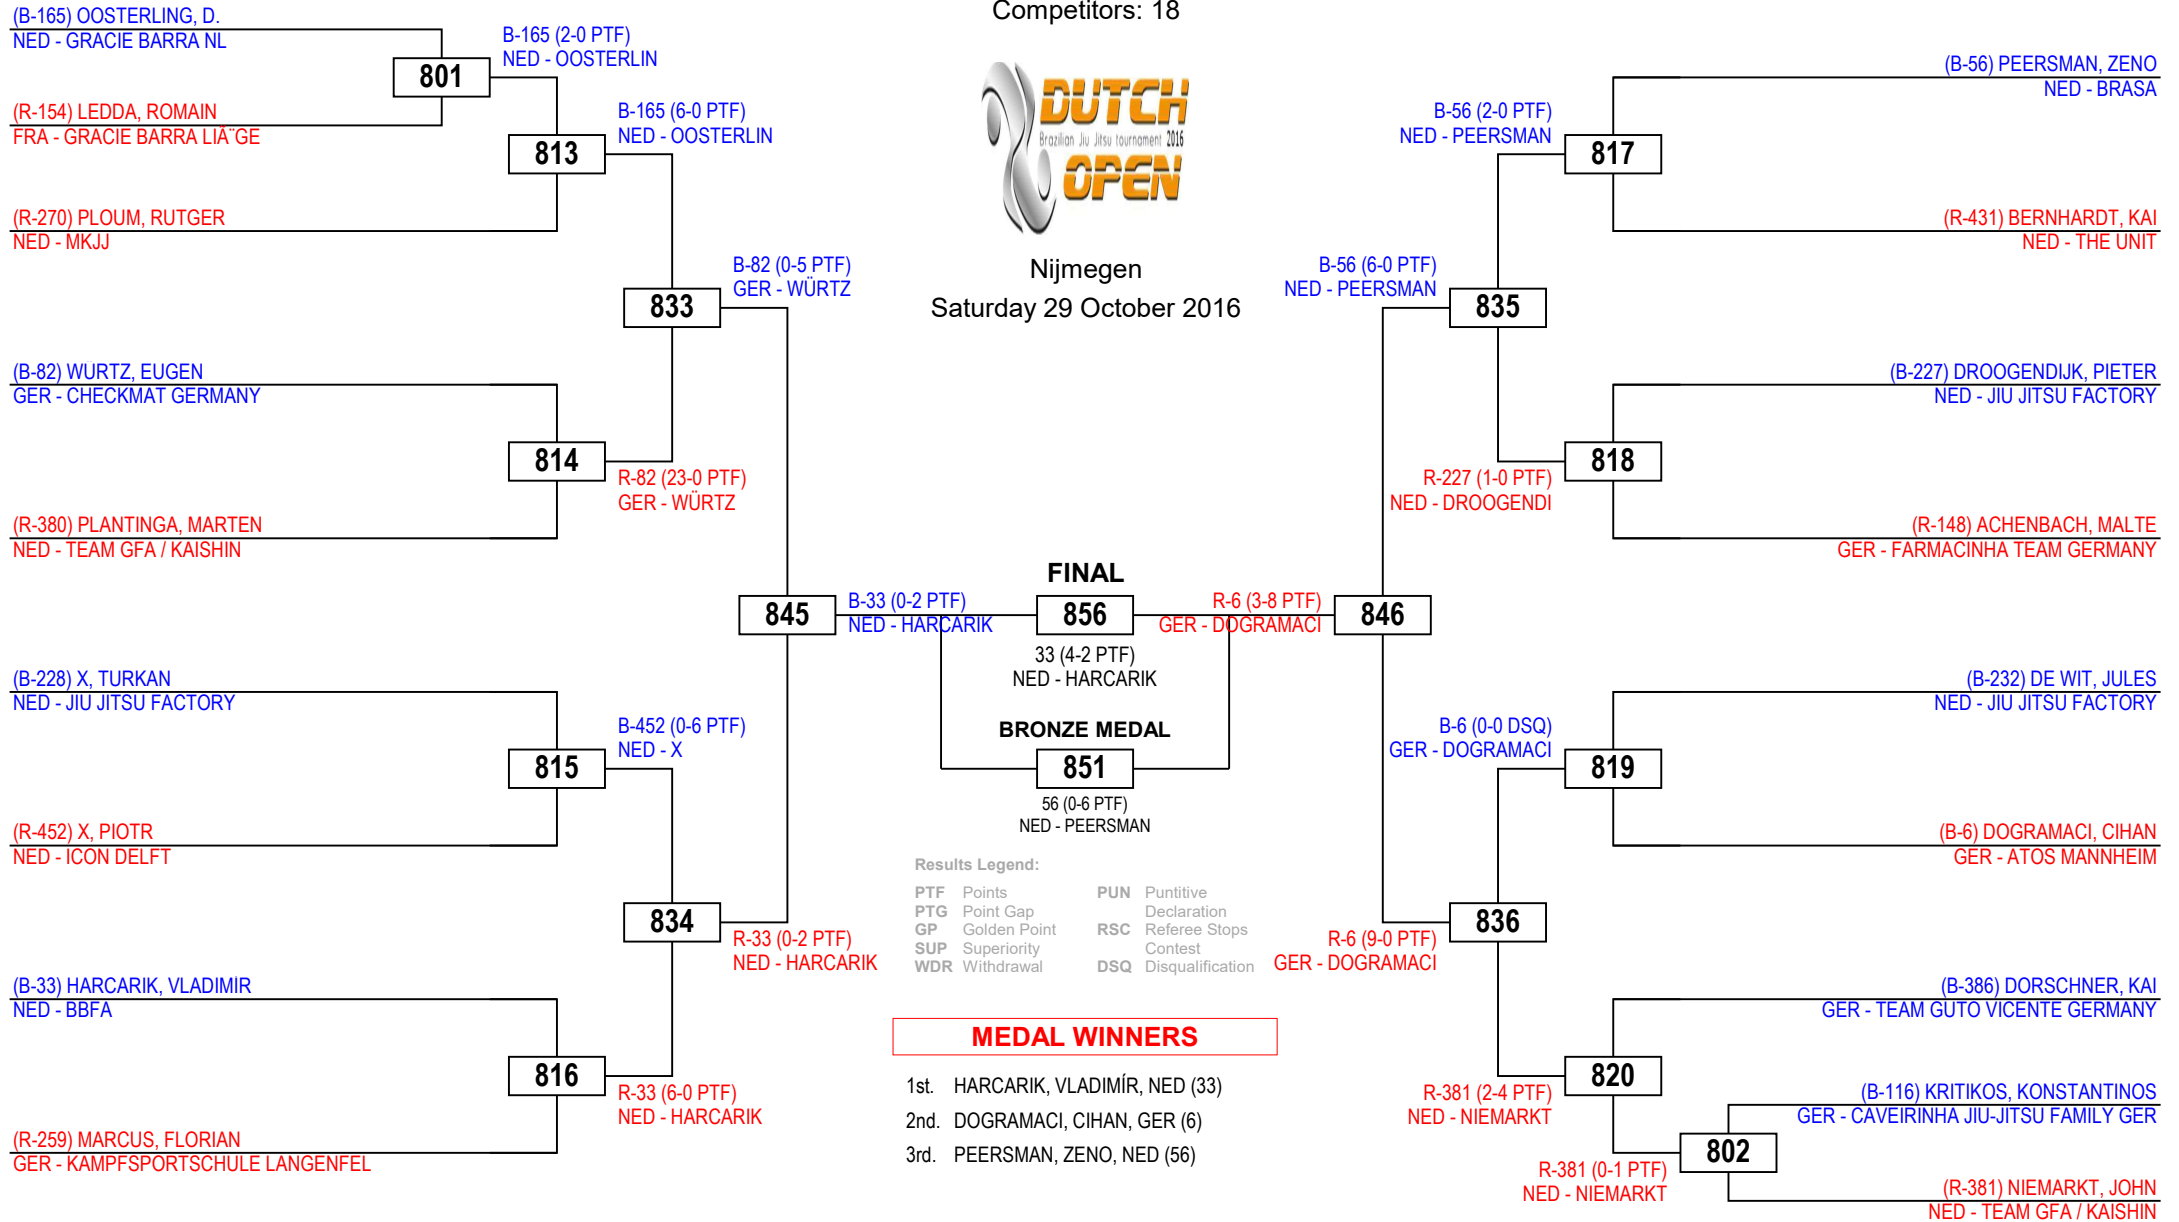 Competitors: 18
DUTCH
Brazilian Jiu Jitsu tournament 2016
OPEN
Nijmegen
Saturday 29 October 2016
(B-165) OOSTERLING, D.
NED - GRACIE BARRA NL
801
(R-154) LEDDA, ROMAIN
FRA - GRACIE BARRA LIÃ¨GE
B-165 (2-0 PTF)
NED - OOSTERLIN
813
(R-270) PLOUM, RUTGER
NED - MKJJ
B-165 (6-0 PTF)
NED - OOSTERLIN
833
(B-82) WÜRTZ, EUGEN
GER - CHECKMAT GERMANY
814
(R-380) PLANTINGA, MARTEN
NED - TEAM GFA / KAISHIN
R-82 (23-0 PTF)
GER - WÜRTZ
B-82 (0-5 PTF)
GER - WÜRTZ
845
(B-228) X, TURKAN
NED - JIU JITSU FACTORY
815
(R-452) X, PIOTR
NED - ICON DELFT
B-452 (0-6 PTF)
NED - X
834
(B-33) HARCARIK, VLADIMÍR
NED - BBFA
816
(R-259) MARCUS, FLORIAN
GER - KAMPFSPORTSCHULE LANGENFEL
R-33 (6-0 PTF)
NED - HARCARIK
R-33 (0-2 PTF)
NED - HARCARIK
B-33 (0-2 PTF)
NED - HARCARIK
FINAL
856
33 (4-2 PTF)
NED - HARCARIK
BRONZE MEDAL
851
56 (0-6 PTF)
NED - PEERSMAN
R-6 (3-8 PTF)
GER - DOGRAMACI
846
(B-56) PEERSMAN, ZENO
NED - BRASA
817
(R-431) BERNHARDT, KAI
NED - THE UNIT
B-56 (2-0 PTF)
NED - PEERSMAN
835
B-56 (6-0 PTF)
NED - PEERSMAN
(B-227) DROOGENDIJK, PIETER
NED - JIU JITSU FACTORY
818
(R-148) ACHENBACH, MALTE
GER - FARMACINHA TEAM GERMANY
R-227 (1-0 PTF)
NED - DROOGENDI
(B-232) DE WIT, JULES
NED - JIU JITSU FACTORY
819
(B-6) DOGRAMACI, CIHAN
GER - ATOS MANNHEIM
B-6 (0-0 DSQ)
GER - DOGRAMACI
836
R-6 (9-0 PTF)
GER - DOGRAMACI
(B-386) DORSCHNER, KAI
GER - TEAM GUTO VICENTE GERMANY
820
R-381 (2-4 PTF)
NED - NIEMARKT
(B-116) KRITIKOS, KONSTANTINOS
GER - CAVEIRINHA JIU-JITSU FAMILY GER
802
(R-381) NIEMARKT, JOHN
NED - TEAM GFA / KAISHIN
R-381 (0-1 PTF)
NED - NIEMARKT
Results Legend:
PTF Points
PTG Point Gap
GP Golden Point
SUP Superiority
WDR Withdrawal
PUN Puntitive
Declaration
RSC Referee Stops
Contest
DSQ Disqualification
MEDAL WINNERS
1st. HARCARIK, VLADIMÍR, NED (33)
2nd. DOGRAMACI, CIHAN, GER (6)
3rd. PEERSMAN, ZENO, NED (56)